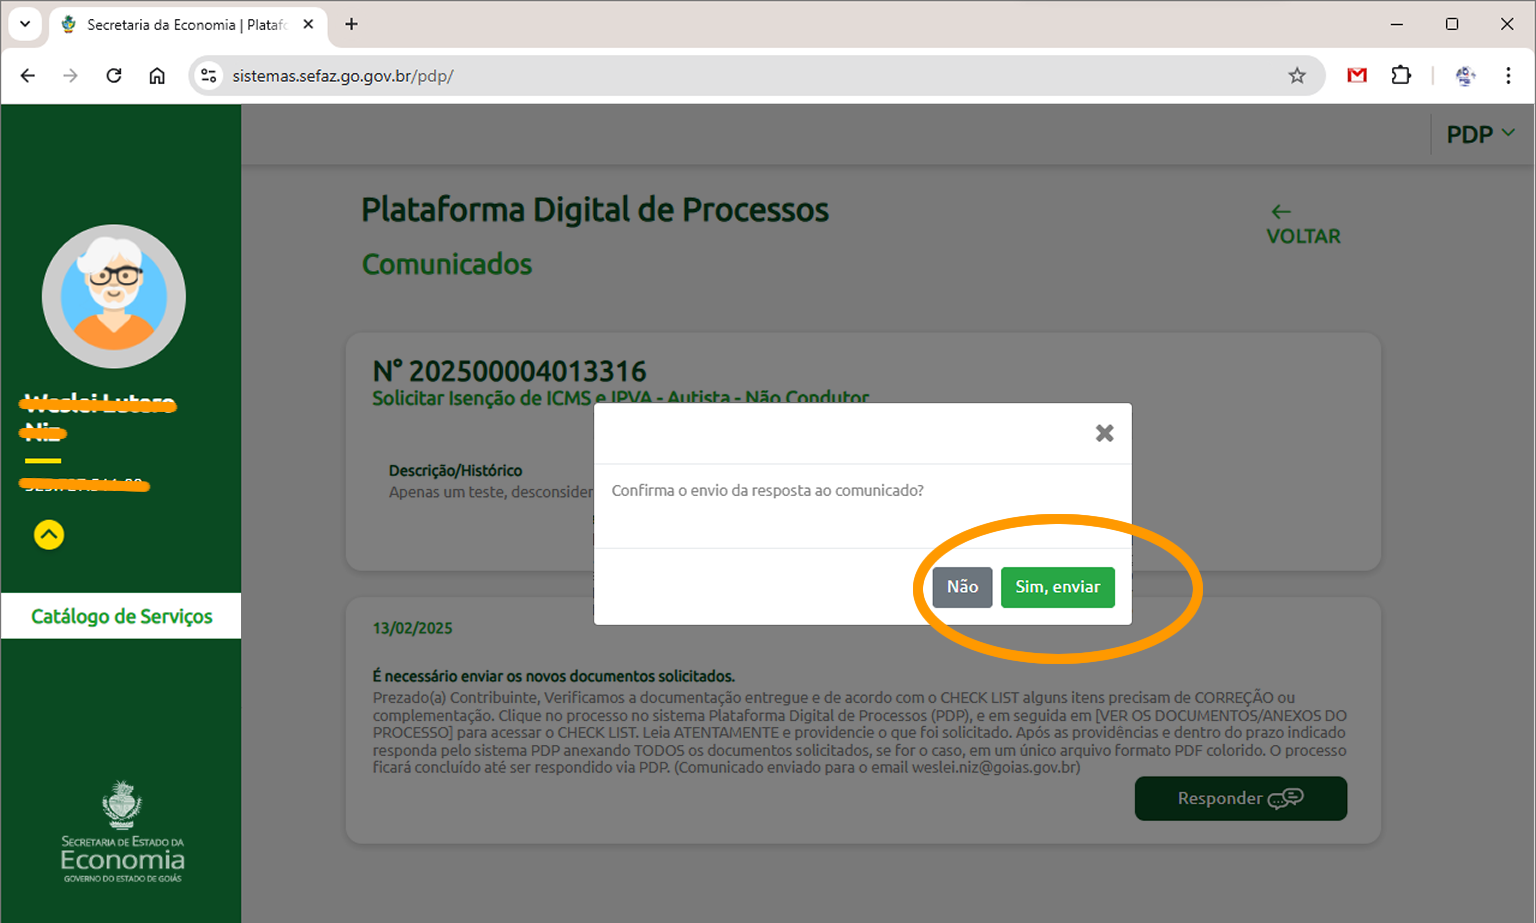 Secretaria da Economia | Plataf
sistemas.sefaz.go.gov.br/pdp/
PDP
Plataforma Digital de Processos
VOLTAR
Comunicados
N° 202500004013316
Solicitar Isenção de ICMS e IPVA - Autista - Não Condutor
Descrição/Histórico
Apenas um teste, desconsider
Confirma o envio da resposta ao comunicado?
Não
Sim, enviar
Catálogo de Serviços
13/02/2025
É necessário enviar os novos documentos solicitados.
Prezado(a) Contribuinte, Verificamos a documentação entregue e de acordo com o CHECK LIST alguns itens precisam de CORREÇÃO ou
complementação. Clique no processo no sistema Plataforma Digital de Processos (PDP), e em seguida em [VER OS DOCUMENTOS/ANEXOS DO
PROCESSO] para acessar o CHECK LIST. Leia ATENTAMENTE e providencie o que foi solicitado. Após as providências e dentro do prazo indicado
responda pelo sistema PDP anexando TODOS os documentos solicitados, se for o caso, em um único arquivo formato PDF colorido. O processo
ficará concluído até ser respondido via PDP. (Comunicado enviado para o email weslei.niz@goias.gov.br)
Responder
SECRETARIA DE ESTADO DA
Economia
GOVERNO DO ESTADO DE GOIÁS